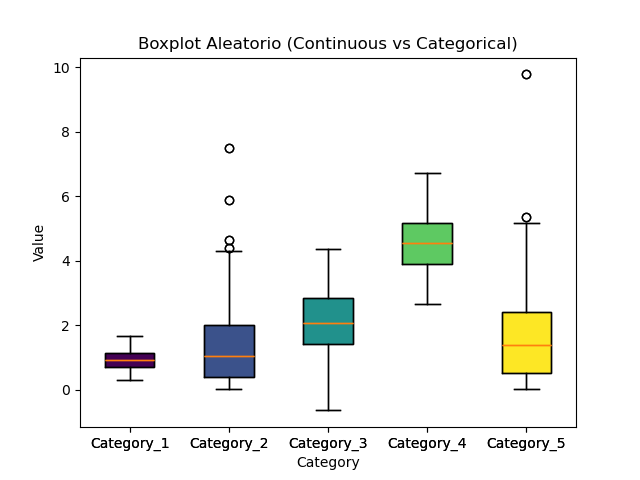 Boxplot Aleatorio (Continuous vs Categorical)
10
8
6
4
2
0
Value
Category_1
Category_2
Category_3
Category_4
Category_5
Category